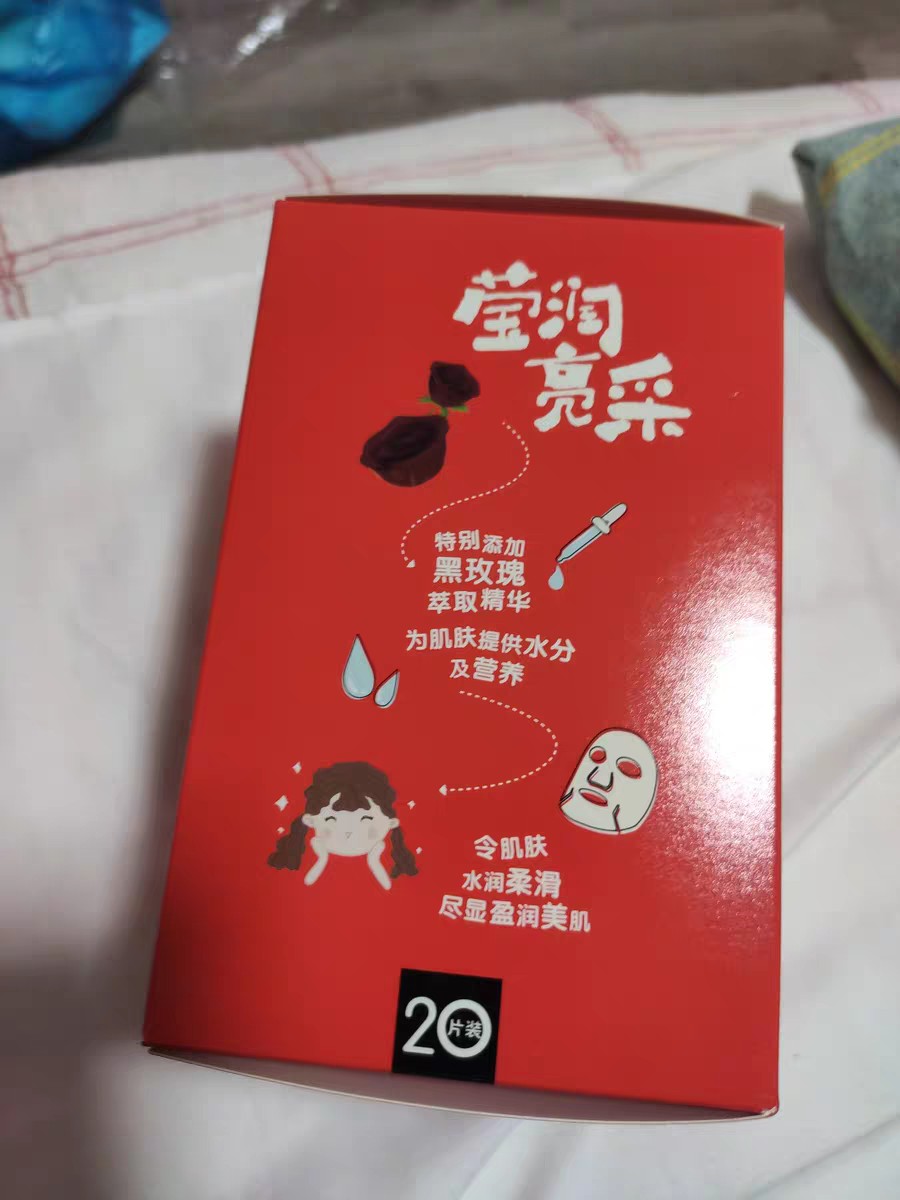 莹润
亮采
特别添加
黑玫瑰
萃取精华
为肌肤提供水分
及营养
令肌肤
水润柔滑
尽显盈润美肌
20片装